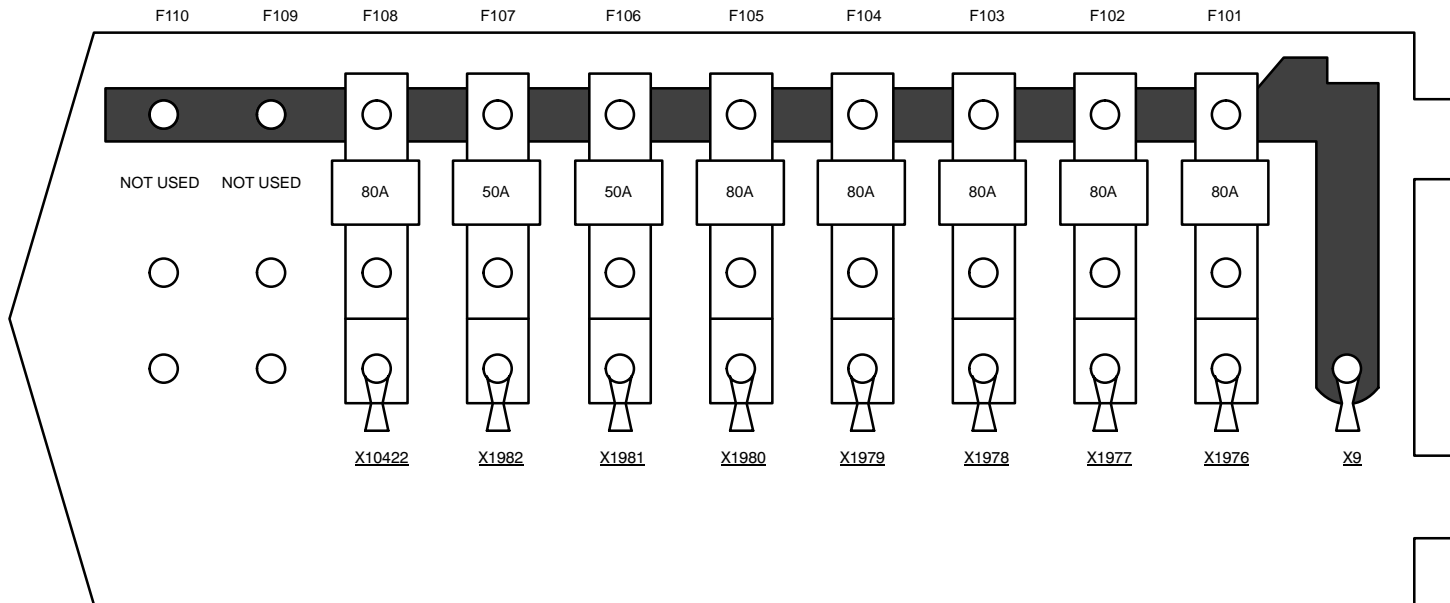 F110 F109 F108 F107 F106 F105 F104 F103 F102 F101
NOT USED NOT USED 80A 50A 50A 80A 80A 80A 80A 80A
X10422 X1982 X1981 X1980 X1979 X1978 X1977 X1976 X9